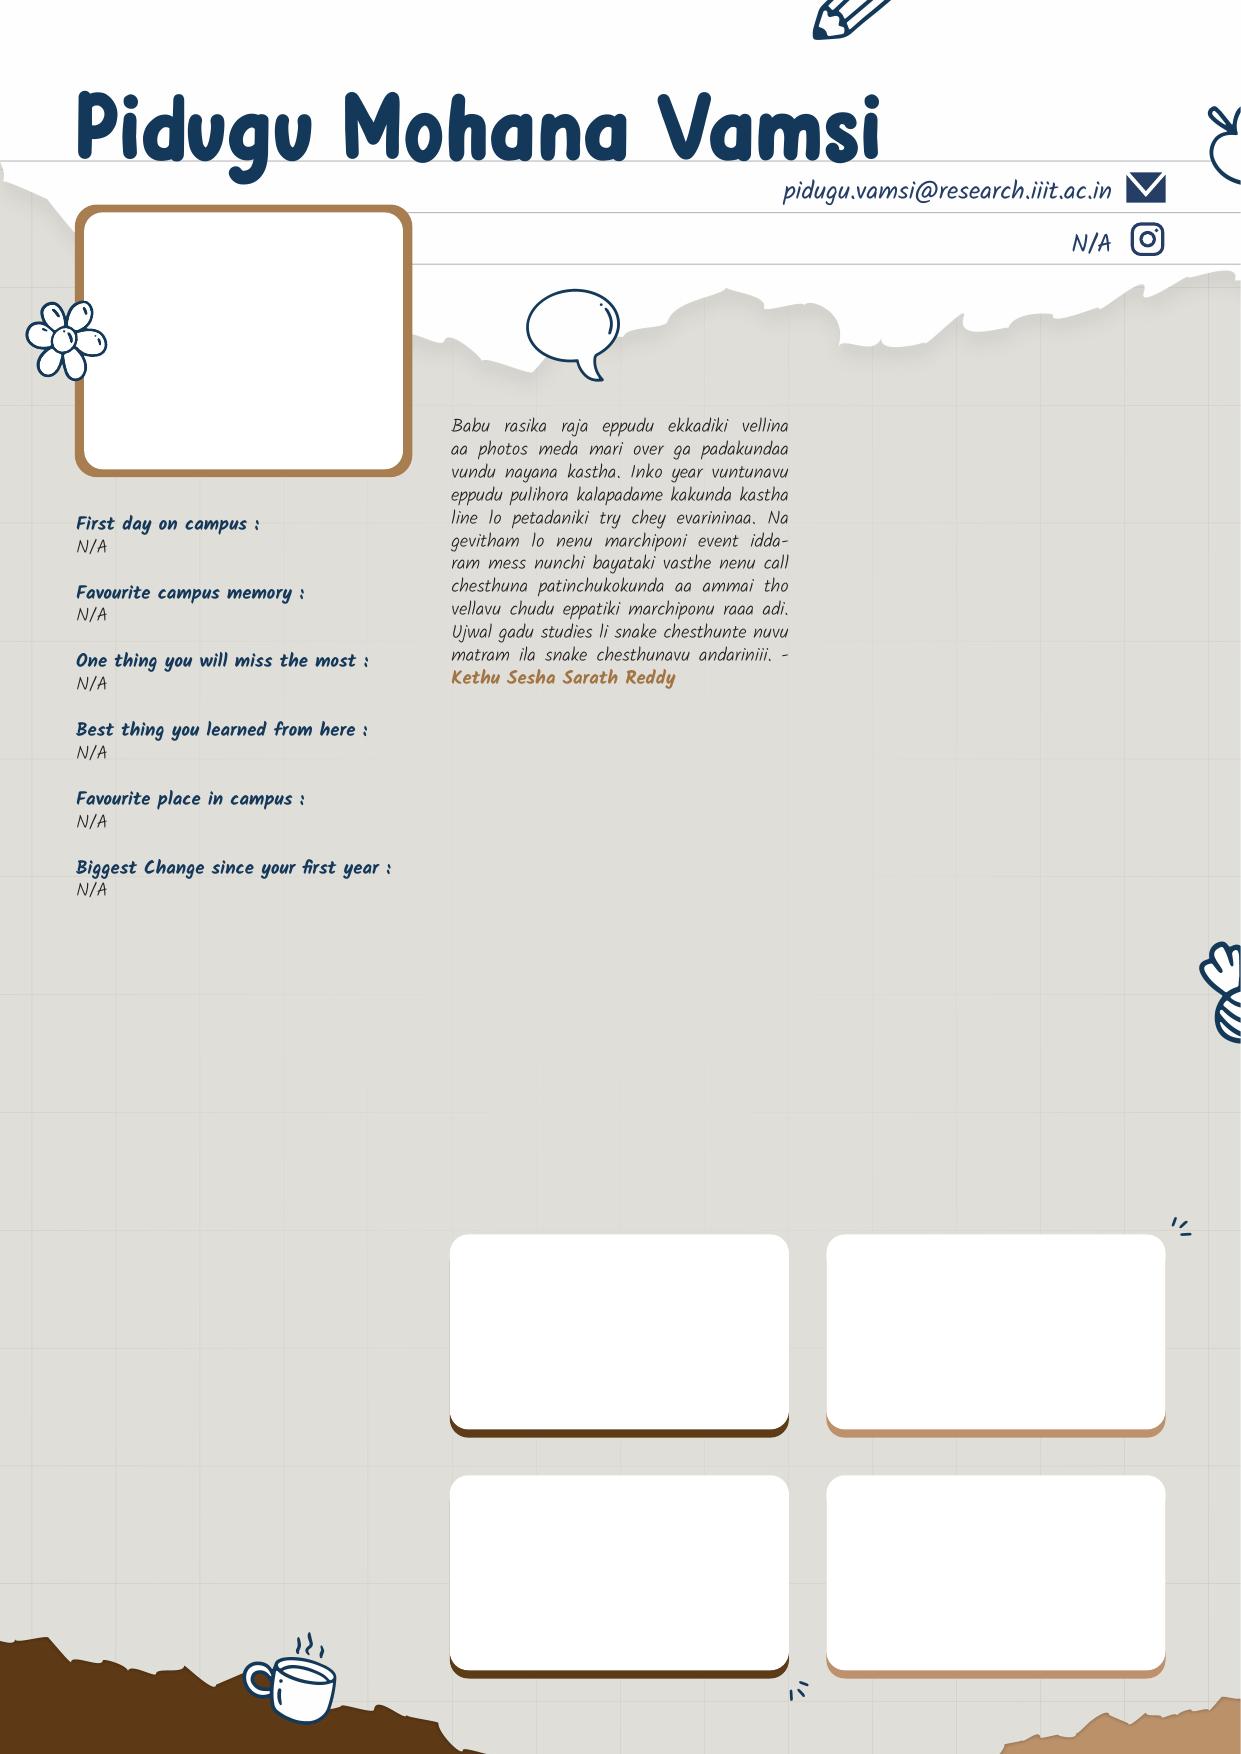 Pidugu Mohana Vamsi
pidugu.vamsi@research.iiit.ac.in
N/A
First day on campus :
N/A
Favourite campus memory :
N/A
One thing you will miss the most :
N/A
Best thing you learned from here :
N/A
Favourite place in campus :
N/A
Biggest Change since your first year :
N/A
Babu rasika raja eppudu ekkadiki vellina
aa photos meda mari over ga padakundaa
vundu nayana kastha. Inko year vuntunavu
eppudu pulihora kalapadame kakunda kastha
line lo petadaniki try chey evarininaa. Na
gevitham lo nenu marchiponi event idda-
ram mess nunchi bayataki vasthe nenu call
chesthuna patinchukokunda aa ammai tho
vellavu chudu eppatiki marchiponu raaa adi.
Ujwal gadu studies li snake chesthunte nuvu
matram ila snake chesthunavu andariniii. -
Kethu Sesha Sarath Reddy